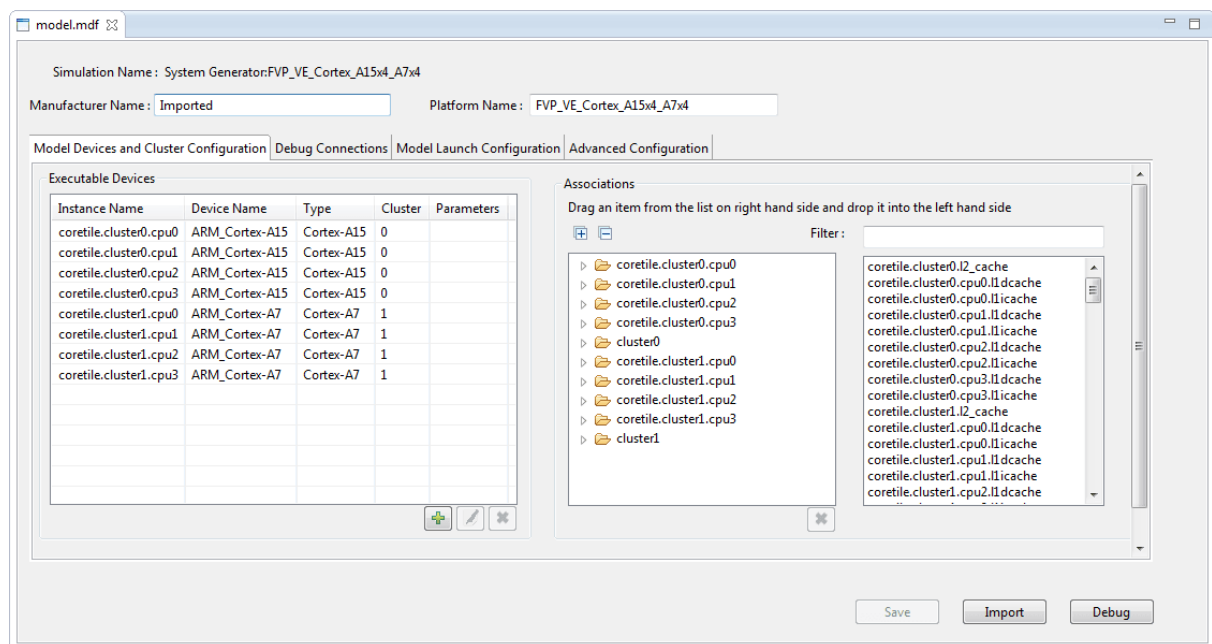 model.mdf
Simulation Name : System Generator:FVP_VE_Cortex_A15x4_A7x4
Manufacturer Name : Imported Platform Name : FVP_VE_Cortex_A15x4_A7x4
Model Devices and Cluster Configuration Debug Connections Model Launch Configuration Advanced Configuration
Executable Devices
Instance Name Device Name Type Cluster Parameters
coretile.cluster0.cpu0 ARM_Cortex-A15 Cortex-A15 0
coretile.cluster0.cpu1 ARM_Cortex-A15 Cortex-A15 0
coretile.cluster0.cpu2 ARM_Cortex-A15 Cortex-A15 0
coretile.cluster0.cpu3 ARM_Cortex-A15 Cortex-A15 0
coretile.cluster1.cpu0 ARM_Cortex-A7 Cortex-A7 1
coretile.cluster1.cpu1 ARM_Cortex-A7 Cortex-A7 1
coretile.cluster1.cpu2 ARM_Cortex-A7 Cortex-A7 1
coretile.cluster1.cpu3 ARM_Cortex-A7 Cortex-A7 1
Associations
Drag an item from the list on right hand side and drop it into the left hand side
Filter :
coretile.cluster0.cpu0
coretile.cluster0.cpu1
coretile.cluster0.cpu2
coretile.cluster0.cpu3
cluster0
coretile.cluster1.cpu0
coretile.cluster1.cpu1
coretile.cluster1.cpu2
coretile.cluster1.cpu3
cluster1
coretile.cluster0.l2_cache
coretile.cluster0.cpu0.l1dcache
coretile.cluster0.cpu0.l1icache
coretile.cluster0.cpu1.l1dcache
coretile.cluster0.cpu1.l1icache
coretile.cluster0.cpu2.l1dcache
coretile.cluster0.cpu2.l1icache
coretile.cluster0.cpu3.l1dcache
coretile.cluster0.cpu3.l1icache
coretile.cluster1.l2_cache
coretile.cluster1.cpu0.l1dcache
coretile.cluster1.cpu0.l1icache
coretile.cluster1.cpu1.l1dcache
coretile.cluster1.cpu1.l1icache
coretile.cluster1.cpu2.l1dcache
Save Import Debug